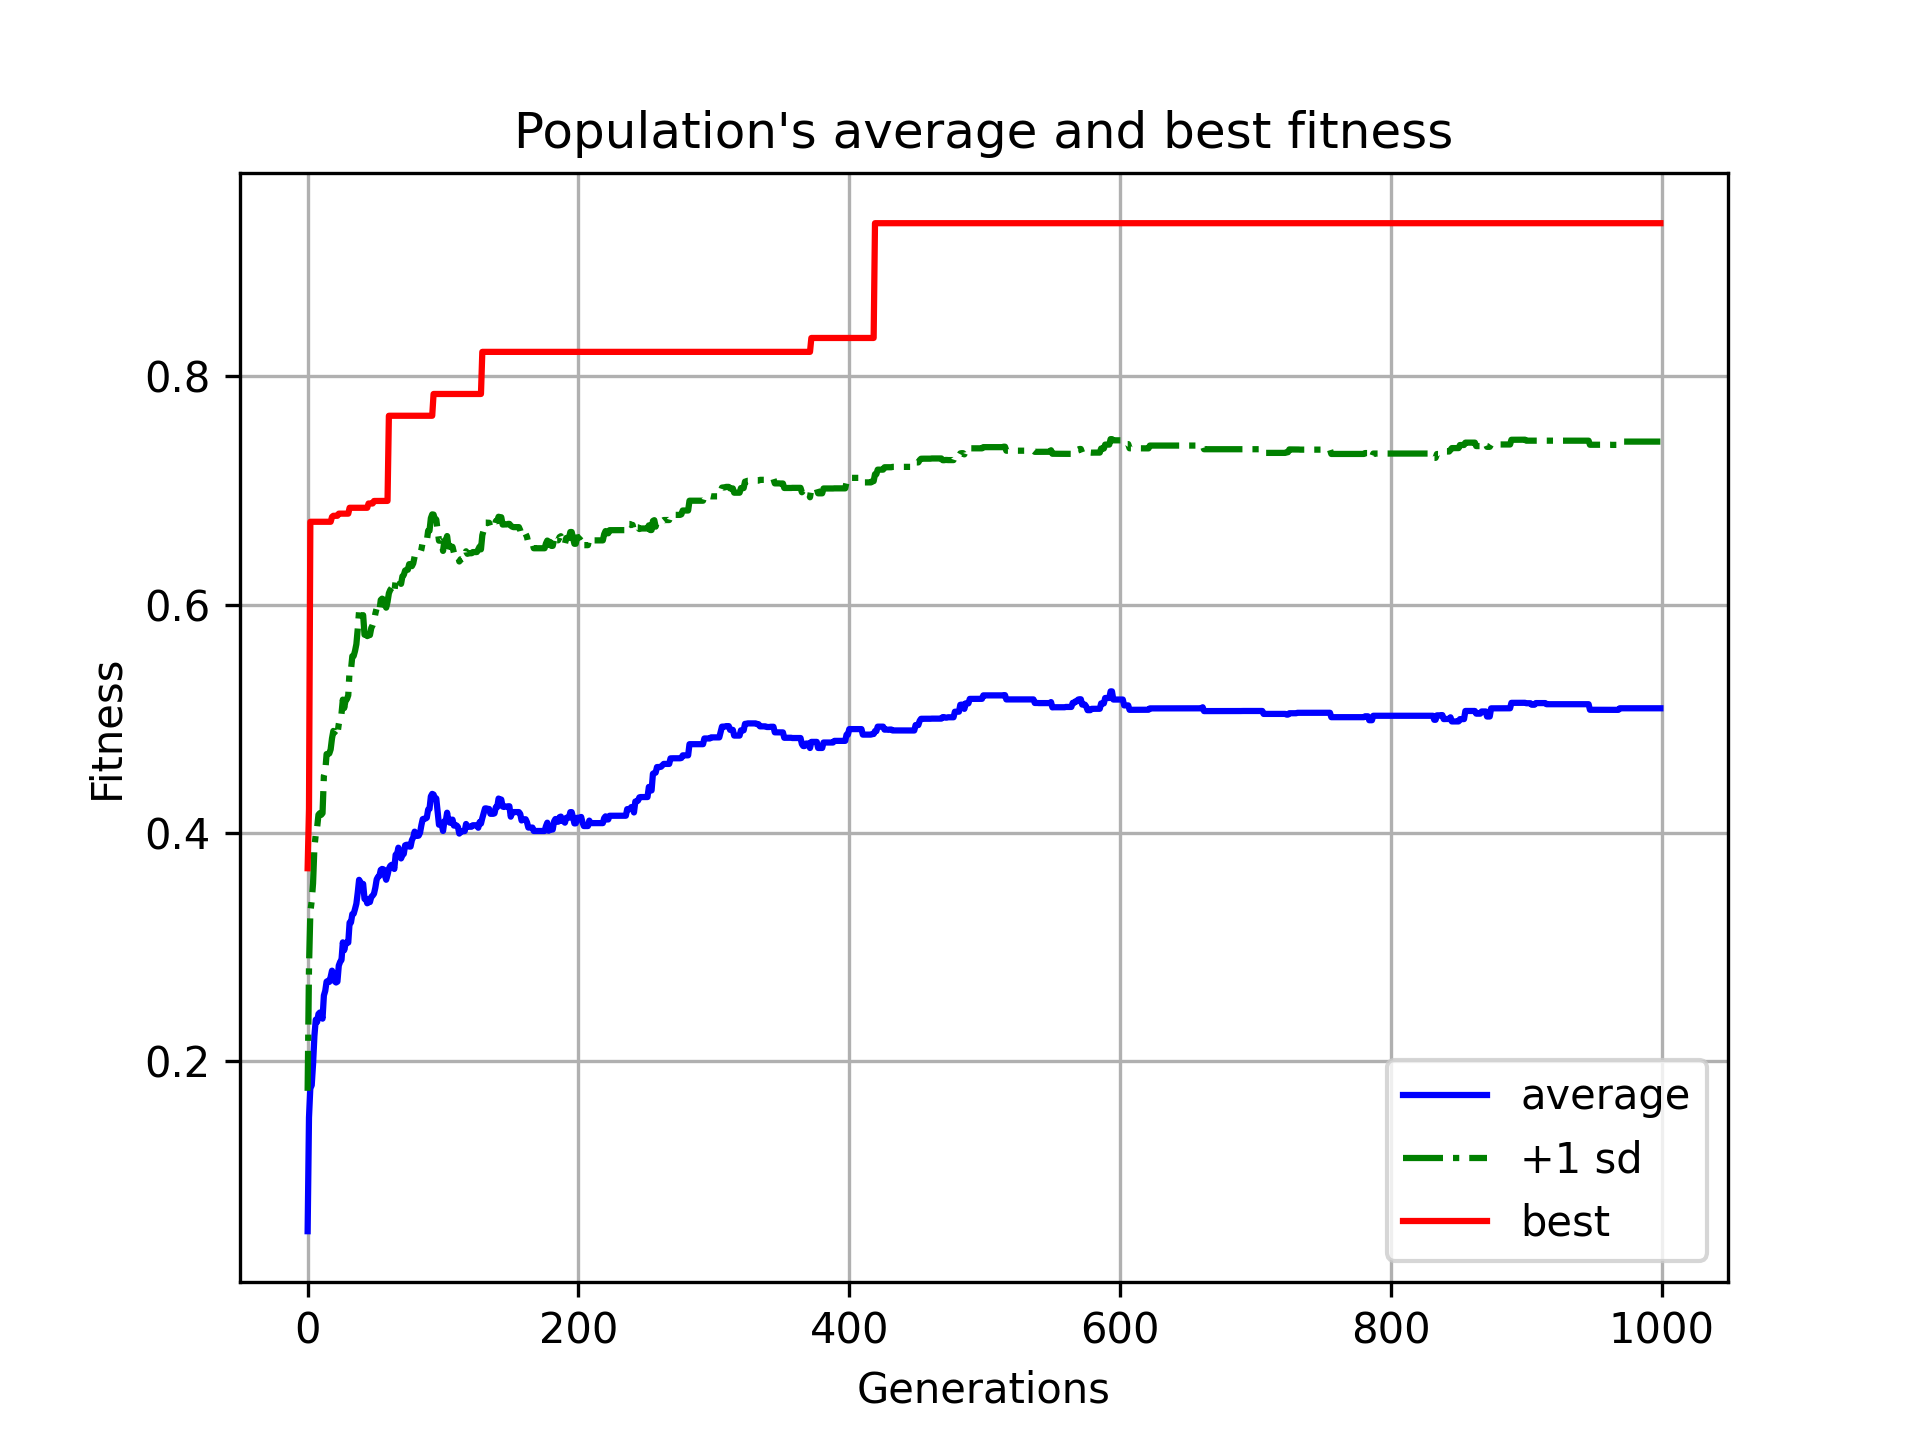 Population's average and best fitness
Fitness
0.8
0.6
0.4
0.2
0 200 400 600 800 1000
Generations
average
+1 sd
best